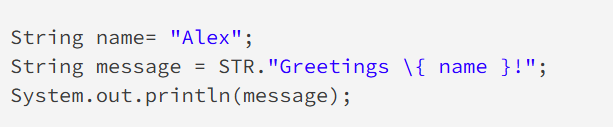 String name= "Alex";
String message = STR."Greetings \{ name }!";
System.out.println(message);